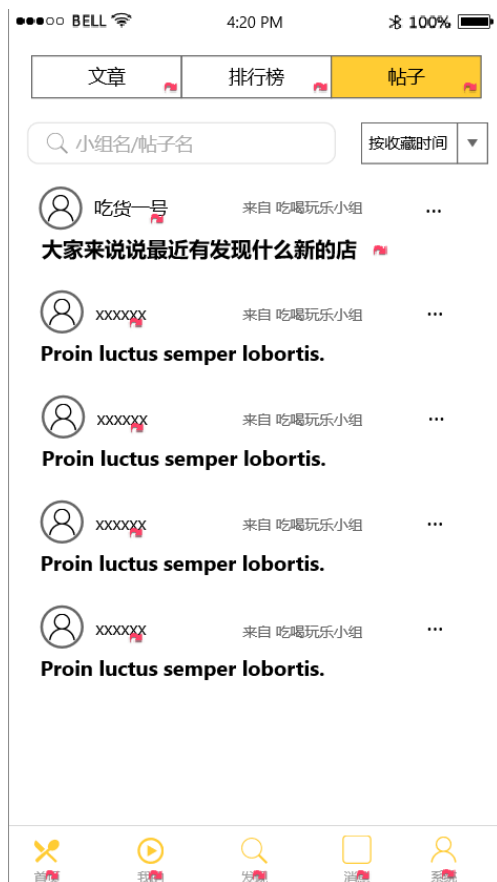 BELL 4:20 PM 100%
文章 排行榜 帖子
小组名/帖子名 按收藏时间
吃货一号 来自 吃喝玩乐小组 ...
大家来说说最近有发现什么新的店
xxxxxx 来自 吃喝玩乐小组 ...
Proin luctus semper lobortis.
xxxxxx 来自 吃喝玩乐小组 ...
Proin luctus semper lobortis.
xxxxxx 来自 吃喝玩乐小组 ...
Proin luctus semper lobortis.
xxxxxx 来自 吃喝玩乐小组 ...
Proin luctus semper lobortis.